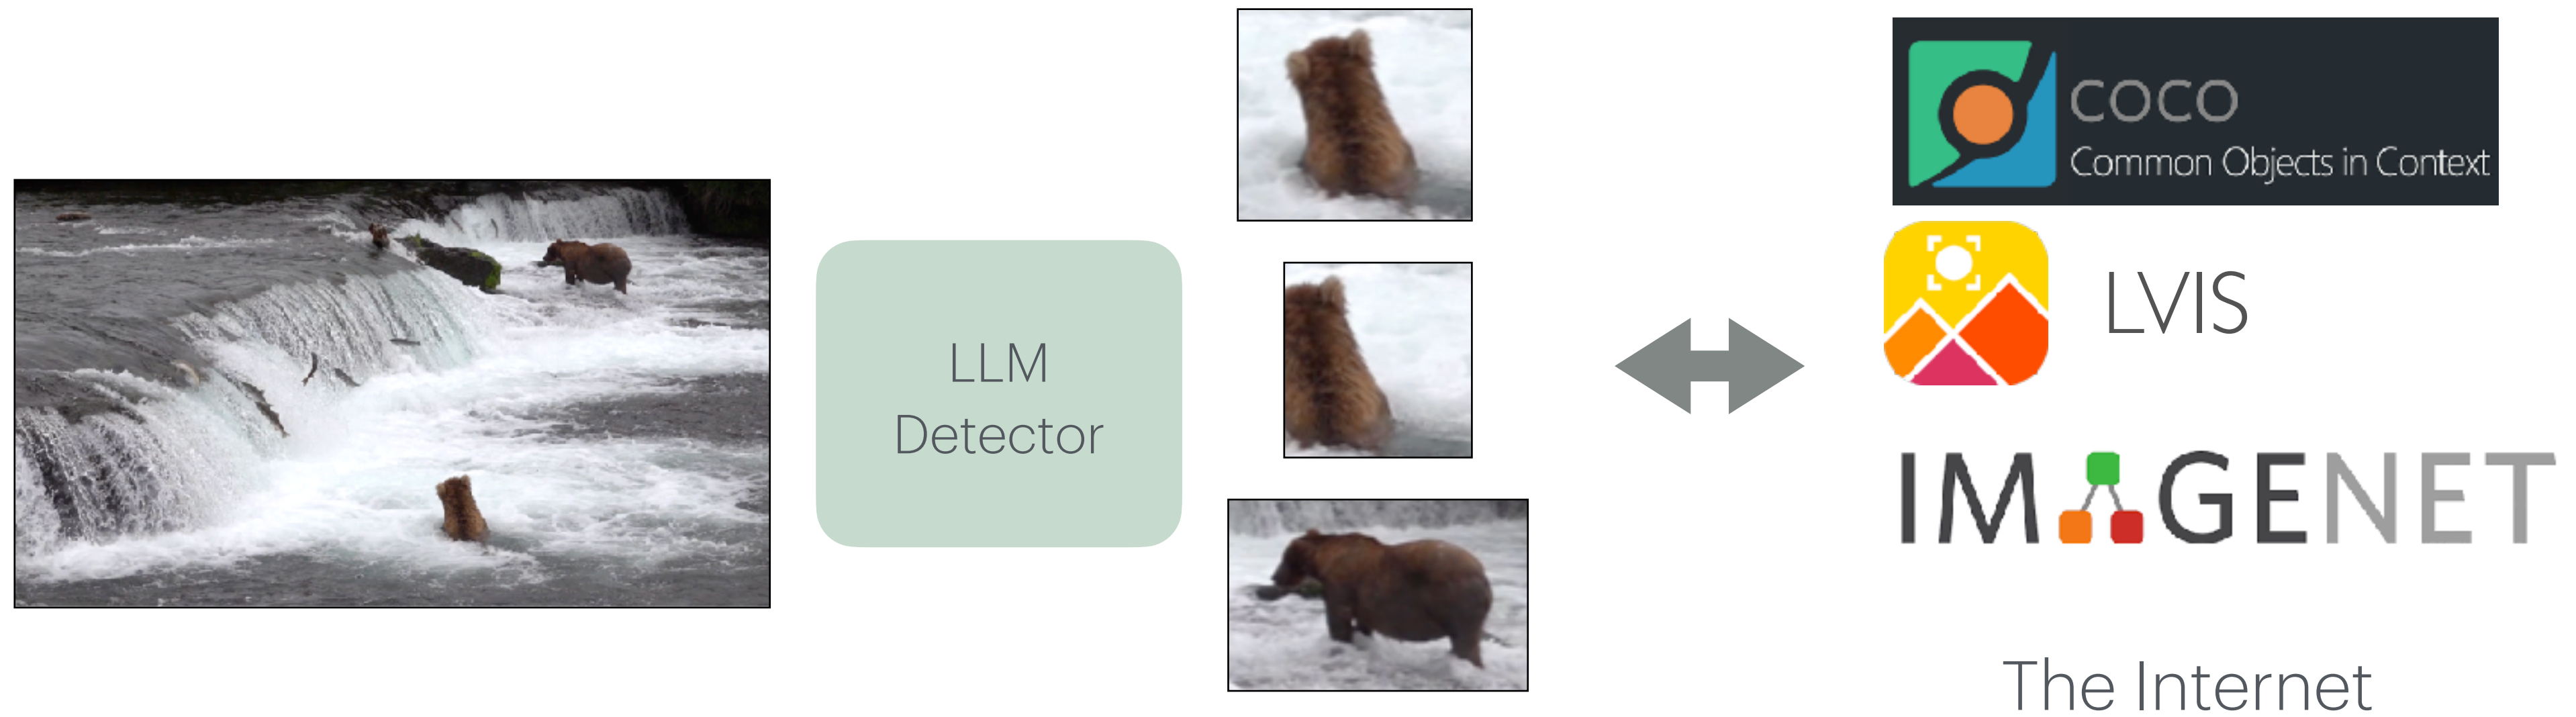 LLM
Detector
COCO
Common Objects in Context
LVIS
IMAGENET
The Internet